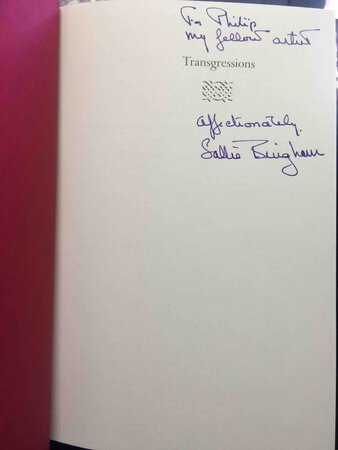 For Philip
my fellow artist
Transgressions
affectionately,
Sallie Bingham